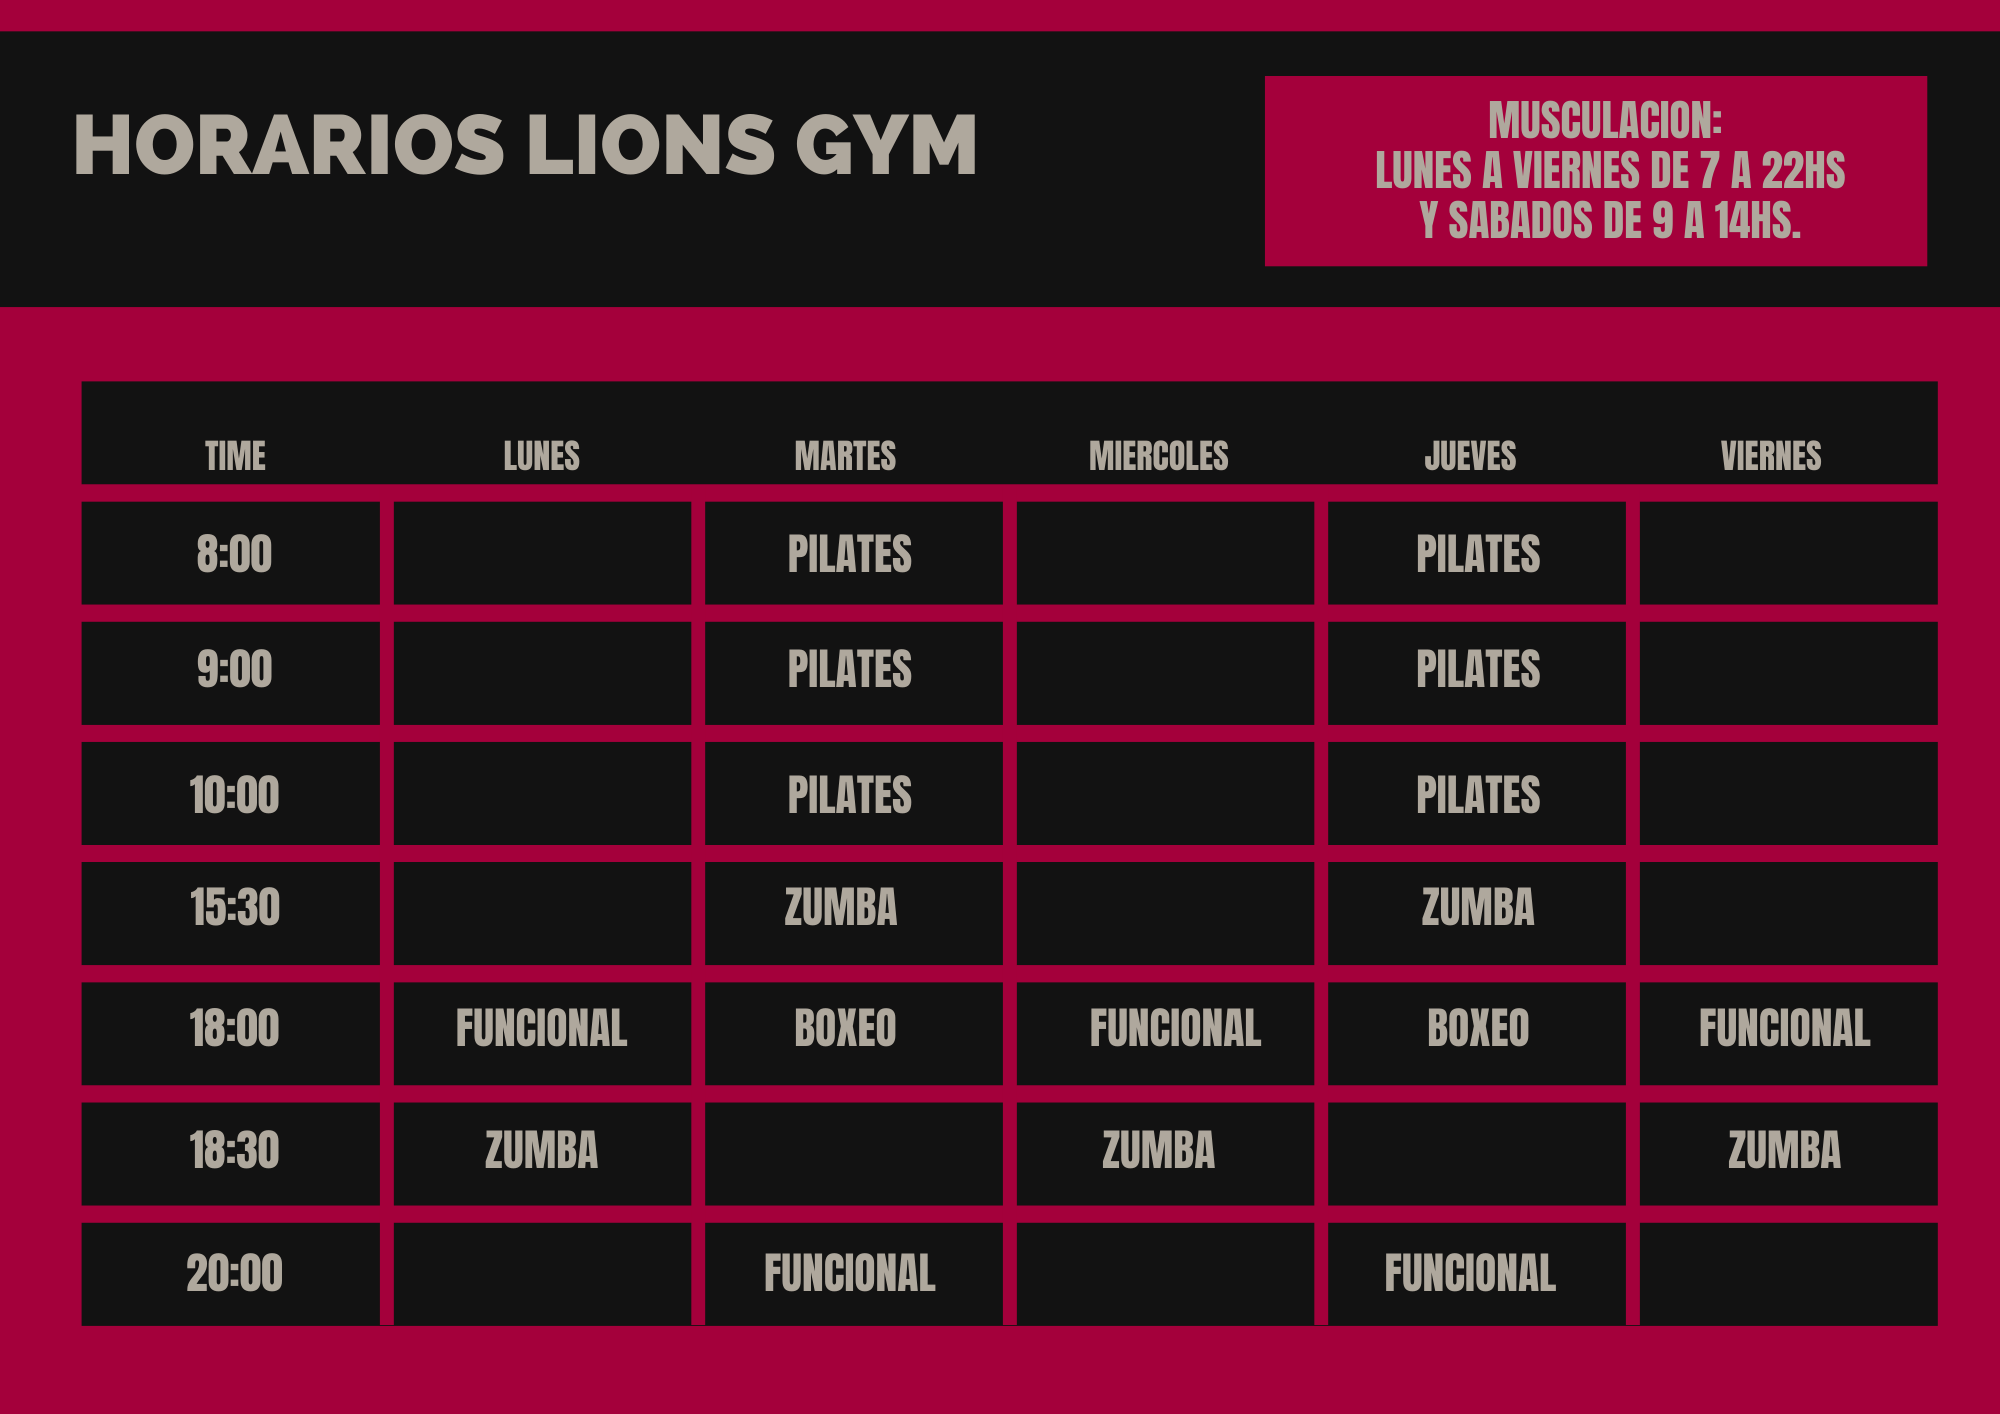 HORARIOS LIONS GYM
MUSCULACION:
LUNES A VIERNES DE 7 A 22HS
Y SABADOS DE 9 A 14HS.
TIME LUNES MARTES MIERCOLES JUEVES VIERNES
8:00 PILATES PILATES
9:00 PILATES PILATES
10:00 PILATES PILATES
15:30 ZUMBA ZUMBA
18:00 FUNCIONAL BOXEO FUNCIONAL BOXEO FUNCIONAL
18:30 ZUMBA ZUMBA ZUMBA
20:00 FUNCIONAL FUNCIONAL